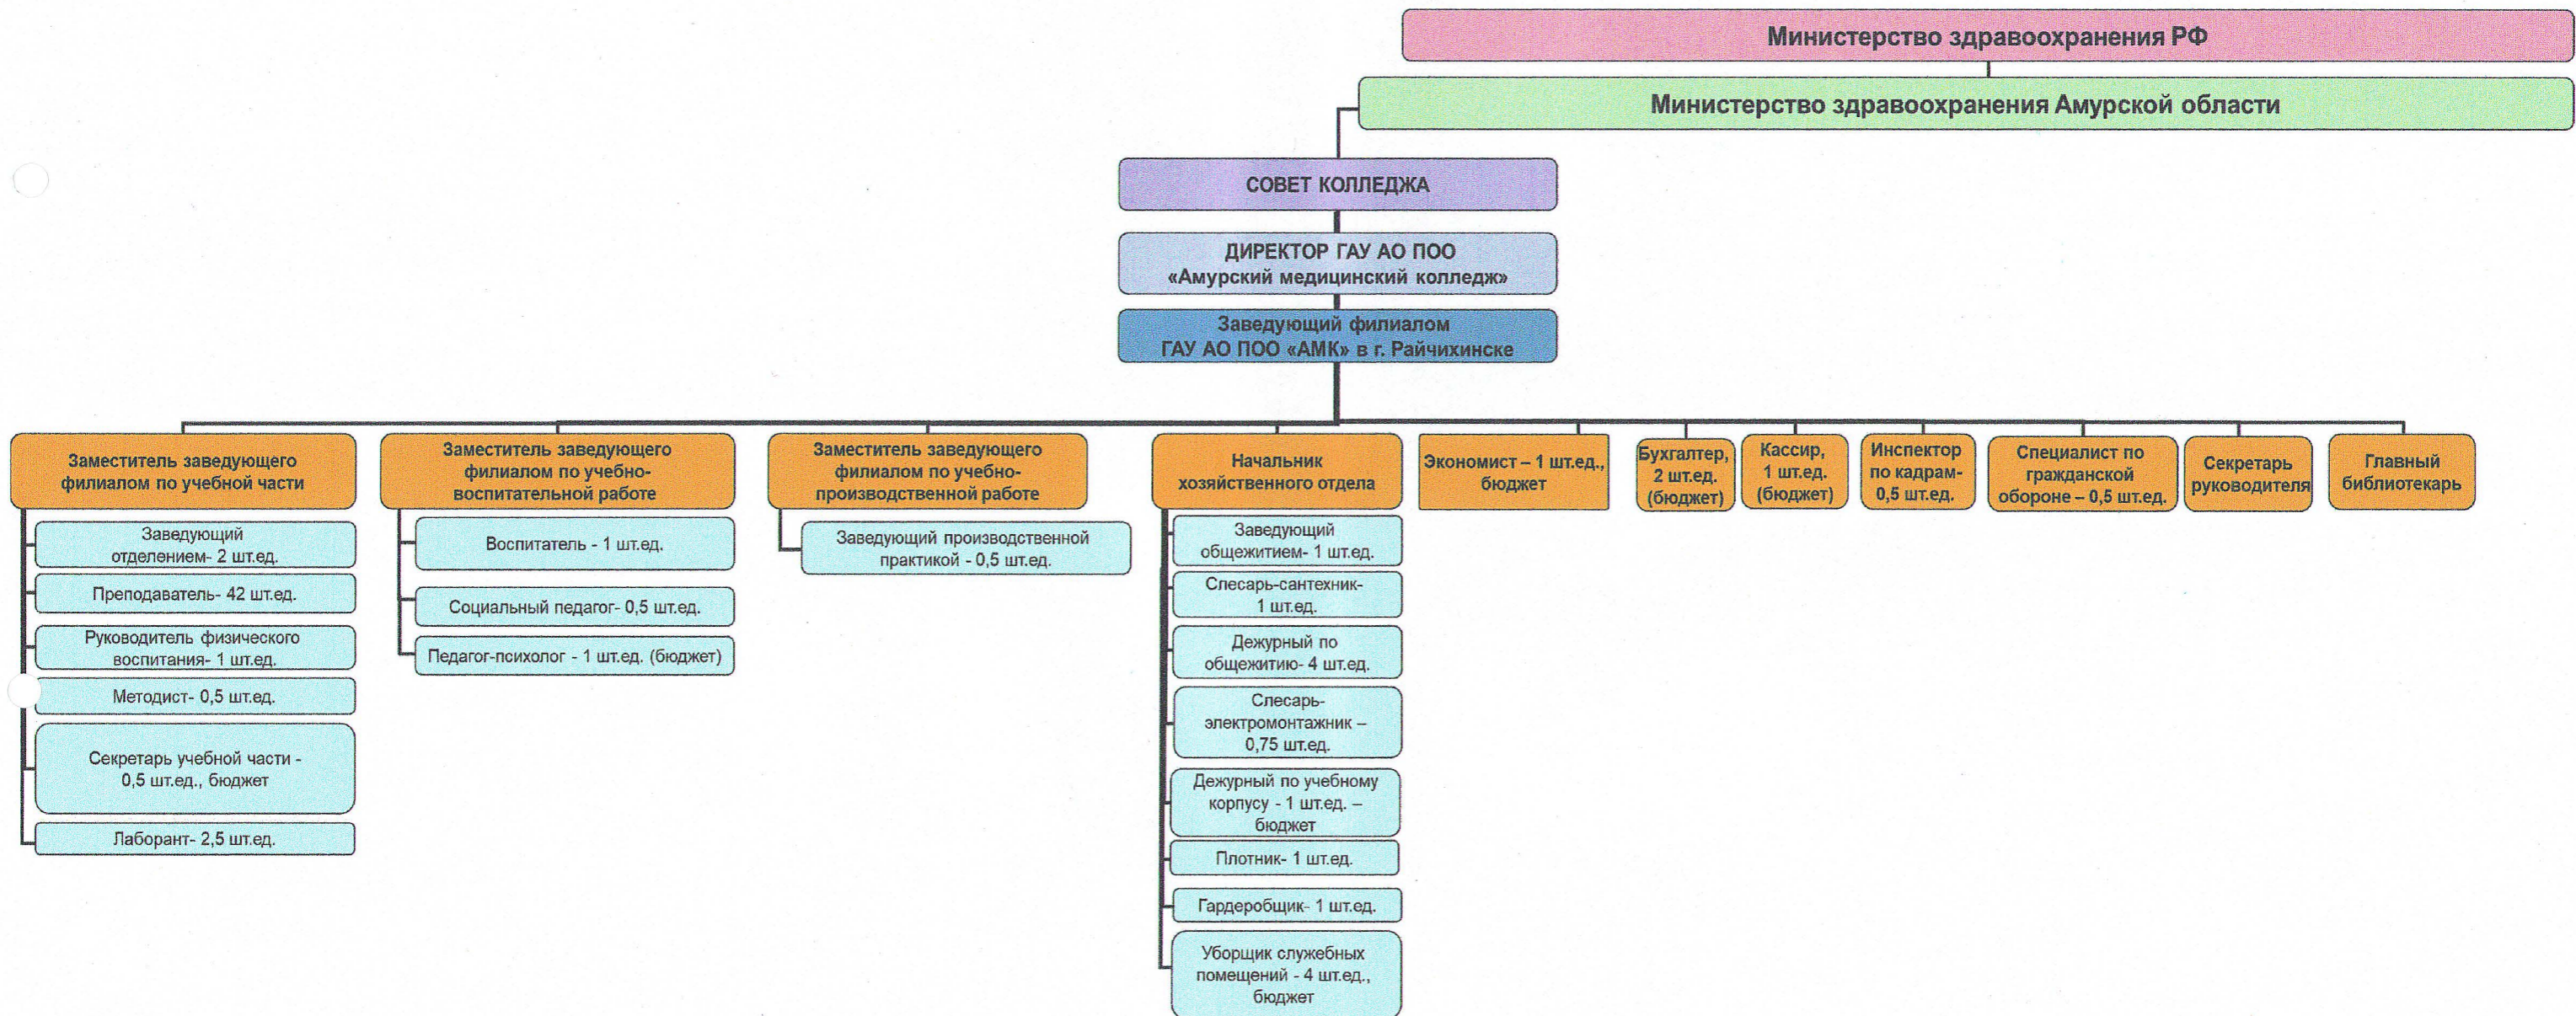 Министерство здравоохранения РФ
Министерство здравоохранения Амурской области
СОВЕТ КОЛЛЕДЖА
ДИРЕКТОР ГАУ АО ПОО
«Амурский медицинский колледж»
Заведующий филиалом
ГАУ АО ПОО «АМК» в г. Райчихинске
Заместитель заведующего
филиалом по учебной части
Заведующий
отделением- 2 шт.ед.
Преподаватель- 42 шт.ед.
Руководитель физического
воспитания- 1 шт.ед.
Методист- 0,5 шт.ед.
Секретарь учебной части -
0,5 шт.ед., бюджет
Лаборант- 2,5 шт.ед.
Заместитель заведующего
филиалом по учебно-
воспитательной работе
Воспитатель - 1 шт.ед.
Социальный педагог- 0,5 шт.ед.
Педагог-психолог - 1 шт.ед. (бюджет)
Заместитель заведующего
филиалом по учебно-
производственной работе
Заведующий производственной
практикой - 0,5 шт.ед.
Начальник
хозяйственного отдела
Заведующий
общежитием- 1 шт.ед.
Слесарь-сантехник-
1 шт.ед.
Дежурный по
общежитию- 4 шт.ед.
Слесарь-
электромонтажник –
0,75 шт.ед.
Дежурный по учебному
корпусу - 1 шт.ед. –
бюджет
Плотник- 1 шт.ед.
Гардеробщик- 1 шт.ед.
Уборщик служебных
помещений - 4 шт.ед.,
бюджет
Экономист – 1 шт.ед.,
бюджет
Бухгалтер,
2 шт.ед.
(бюджет)
Кассир,
1 шт.ед.
(бюджет)
Инспектор
по кадрам-
0,5 шт.ед.
Специалист по
гражданской
обороне – 0,5 шт.ед.
Секретарь
руководителя
Главный
библиотекарь